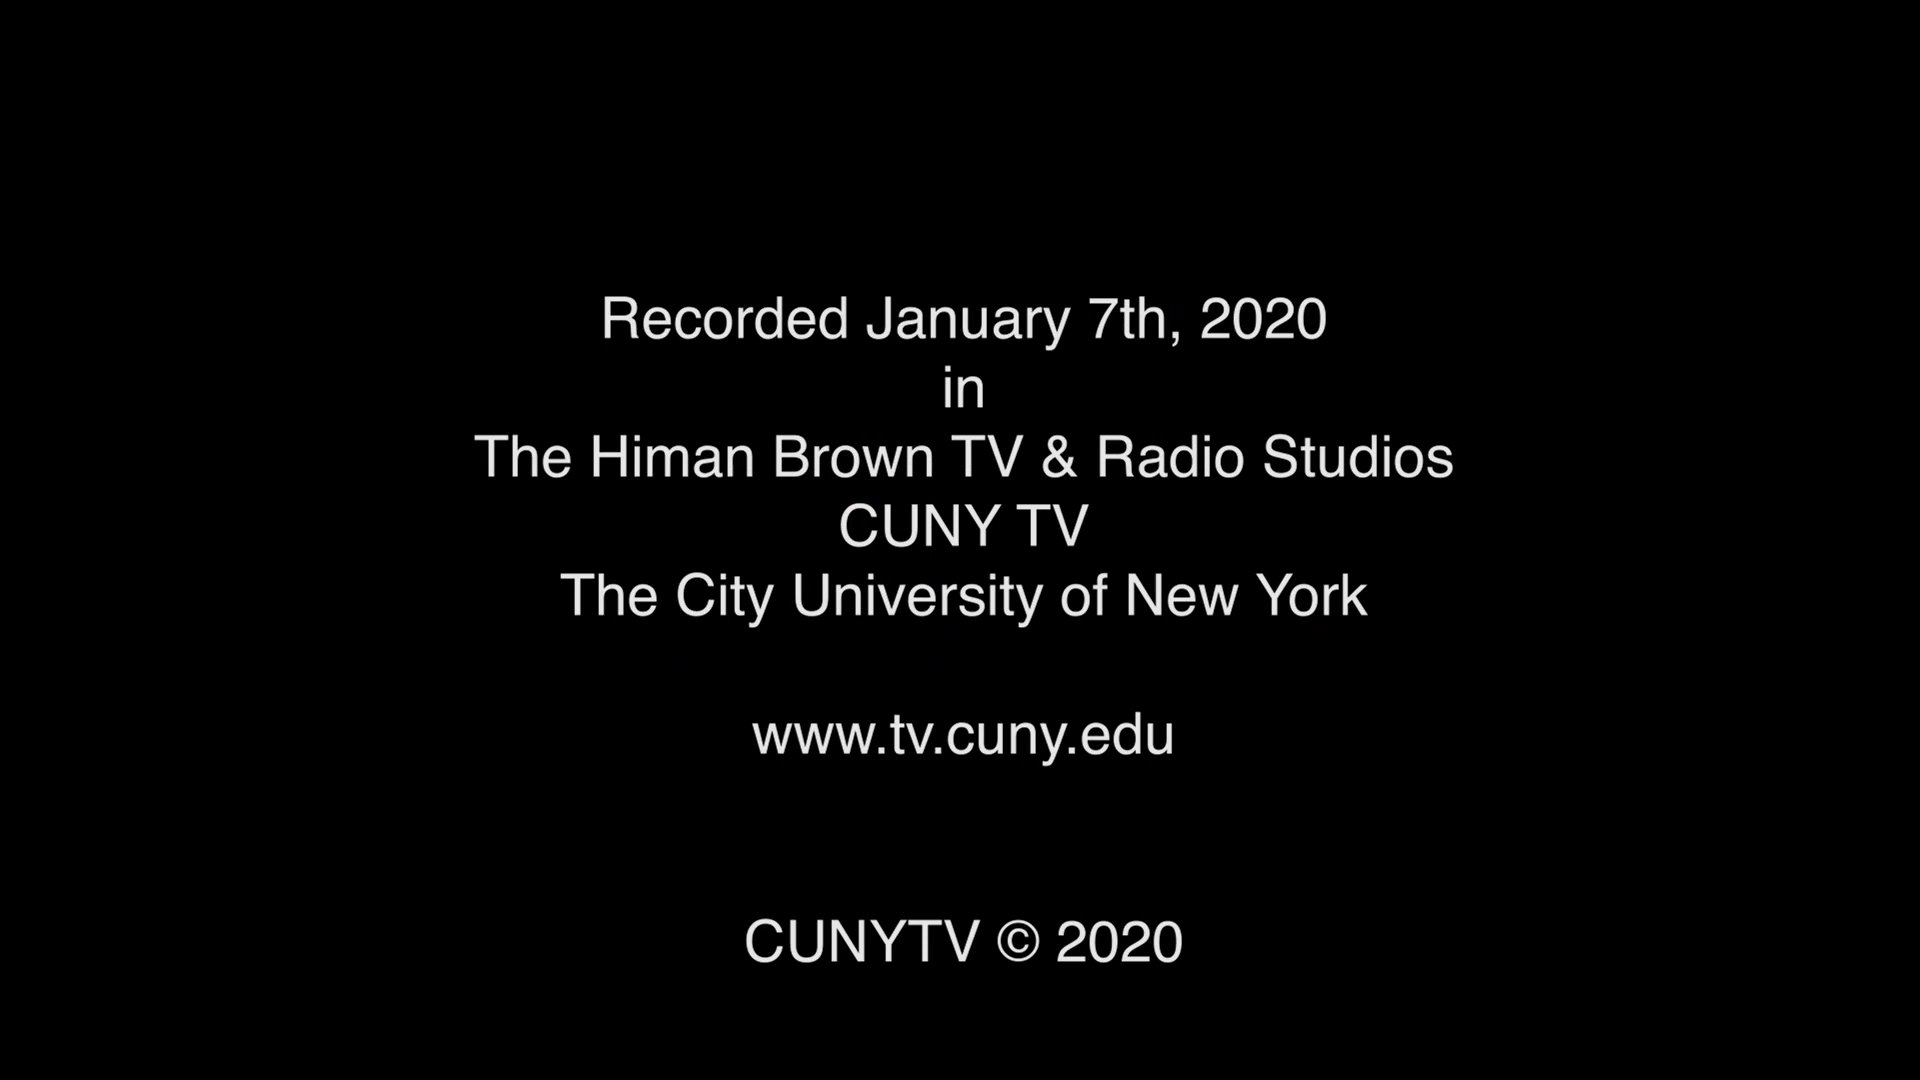 Recorded January 7th, 2020
in
The Himan Brown TV & Radio Studios
CUNY TV
The City University of New York
www.tv.cuny.edu
CUNYTV © 2020